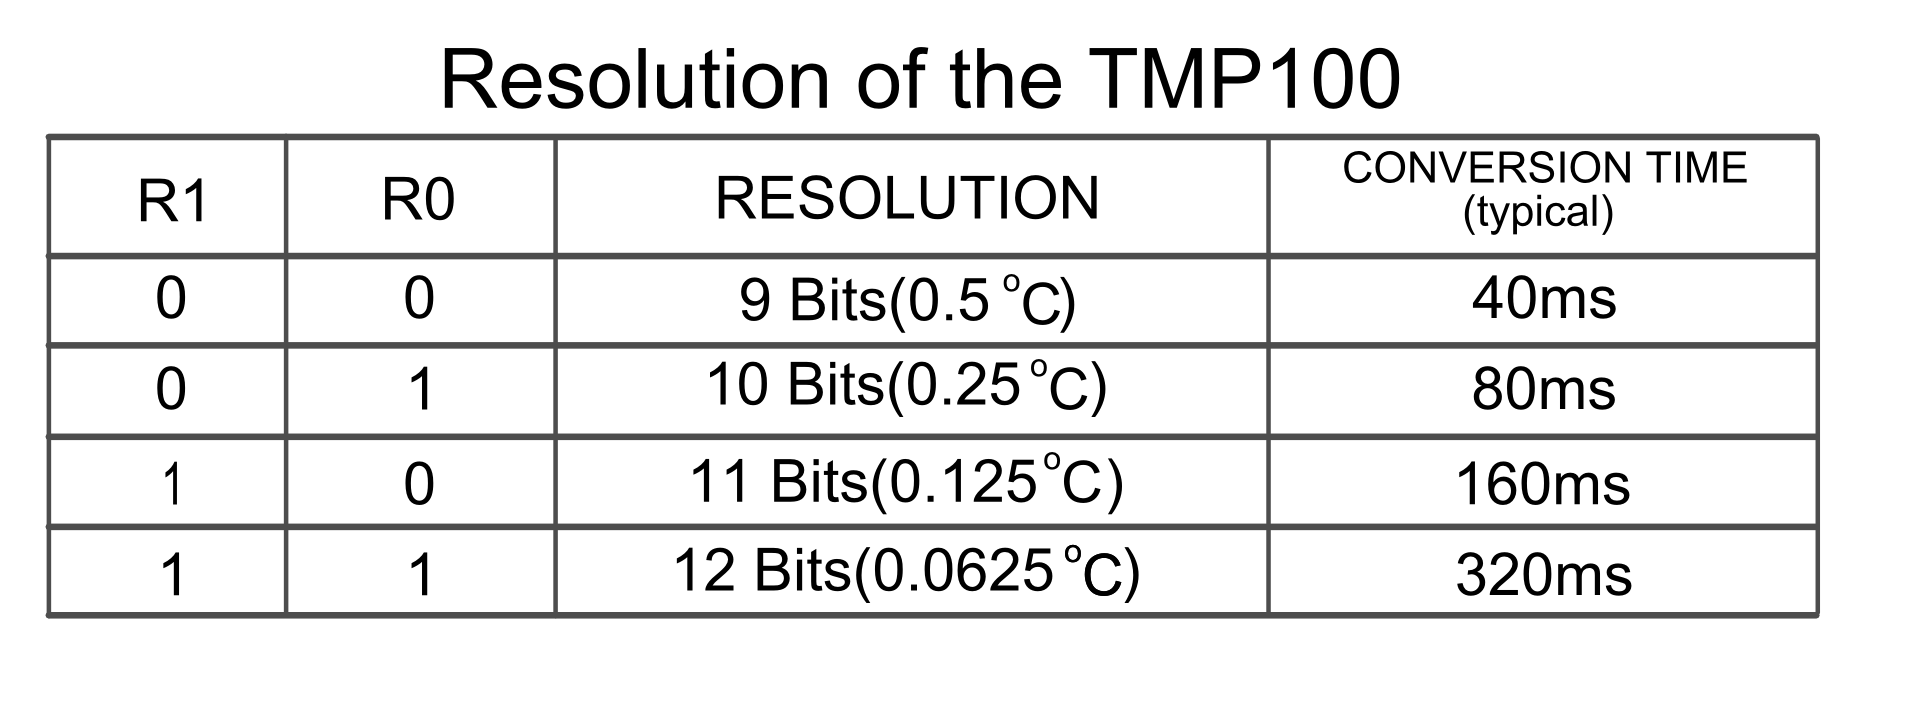 Resolution of the TMP100
R1 R0 RESOLUTION CONVERSION TIME
(typical)
0 0 9 Bits(0.5 °C) 40ms
0 1 10 Bits(0.25 °C) 80ms
1 0 11 Bits(0.125°C) 160ms
1 1 12 Bits(0.0625 °C) 320ms